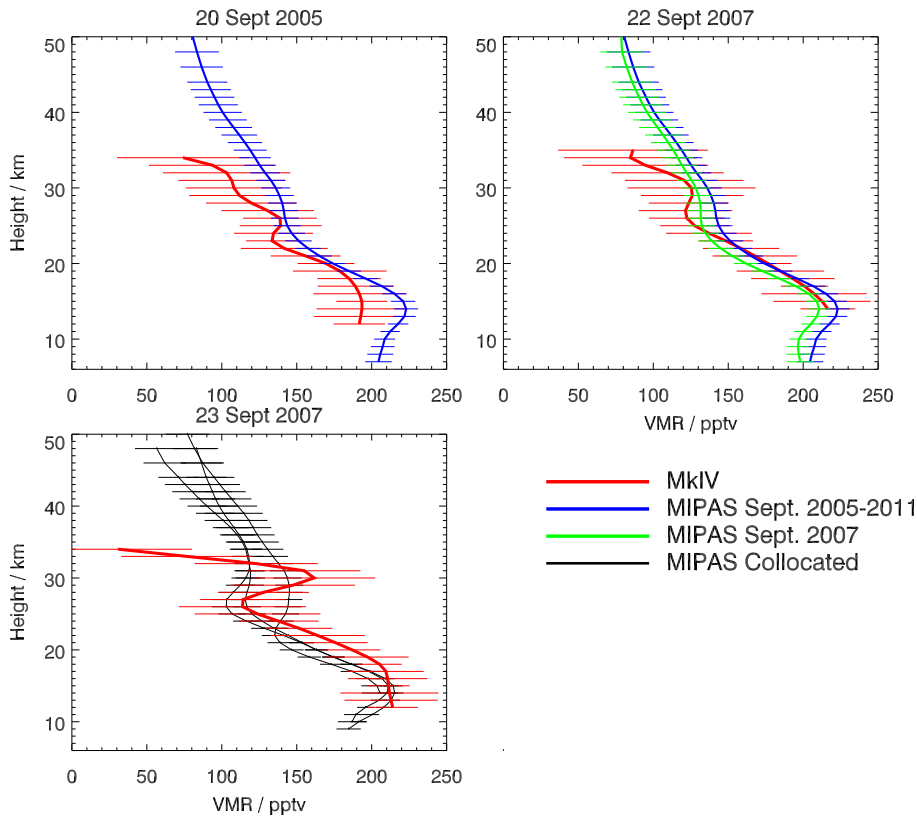 20 Sept 2005
22 Sept 2007
50
40
30
20
10
Height / km
0 50 100 150 200 250
50
40
30
20
10
0 50 100 150 200 250
VMR / pptv
23 Sept 2007
50
40
30
20
10
Height / km
0 50 100 150 200 250
VMR / pptv
MkIV
MIPAS Sept. 2005-2011
MIPAS Sept. 2007
MIPAS Collocated